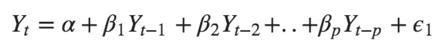 Yₜ = α + β₁Yₜ₋₁ + β₂Yₜ₋₂+..+βₚYₜ₋ₚ + ϵ₁